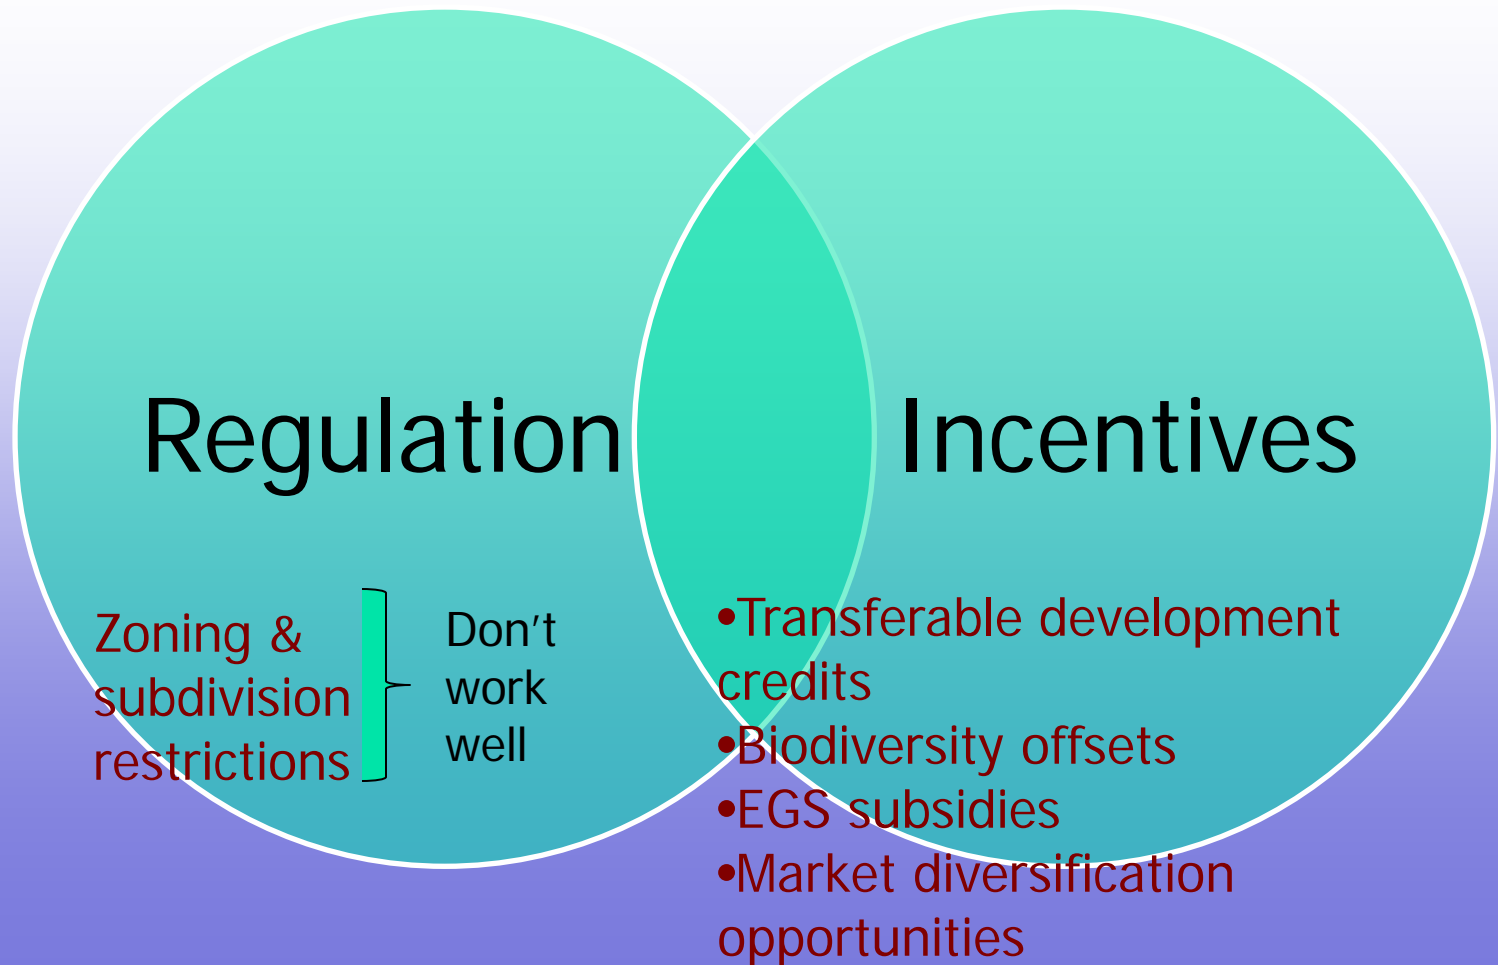 Regulation
Incentives
Zoning &
subdivision
restrictions
Don't
work
well
•Transferable development
credits
•Biodiversity offsets
•EGS subsidies
•Market diversification
opportunities